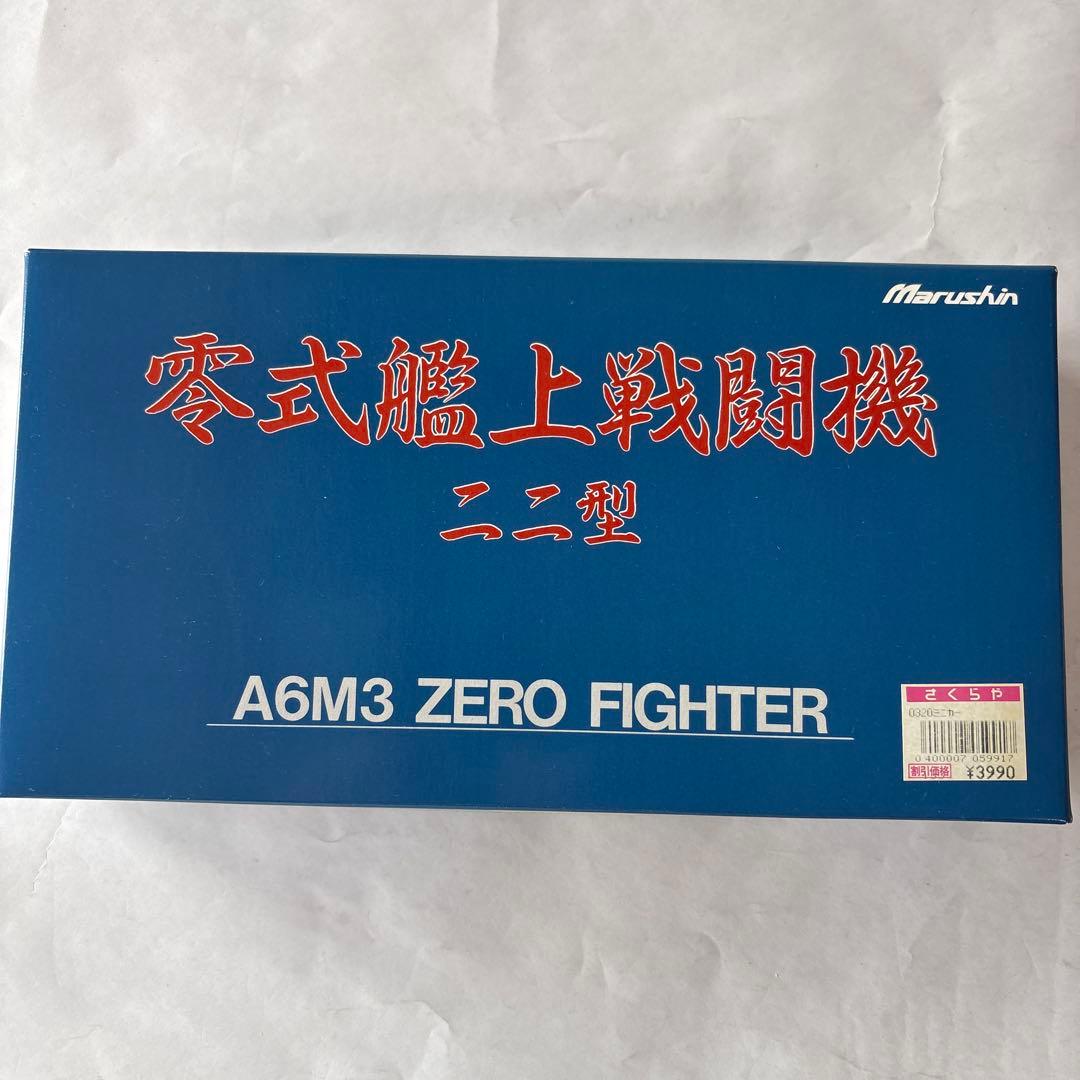 Marushin
零式艦上戦闘機
二二型
A6M3 ZERO FIGHTER
さくらや
0326ミニカー
0 400007 059917
割引価格 ¥3990